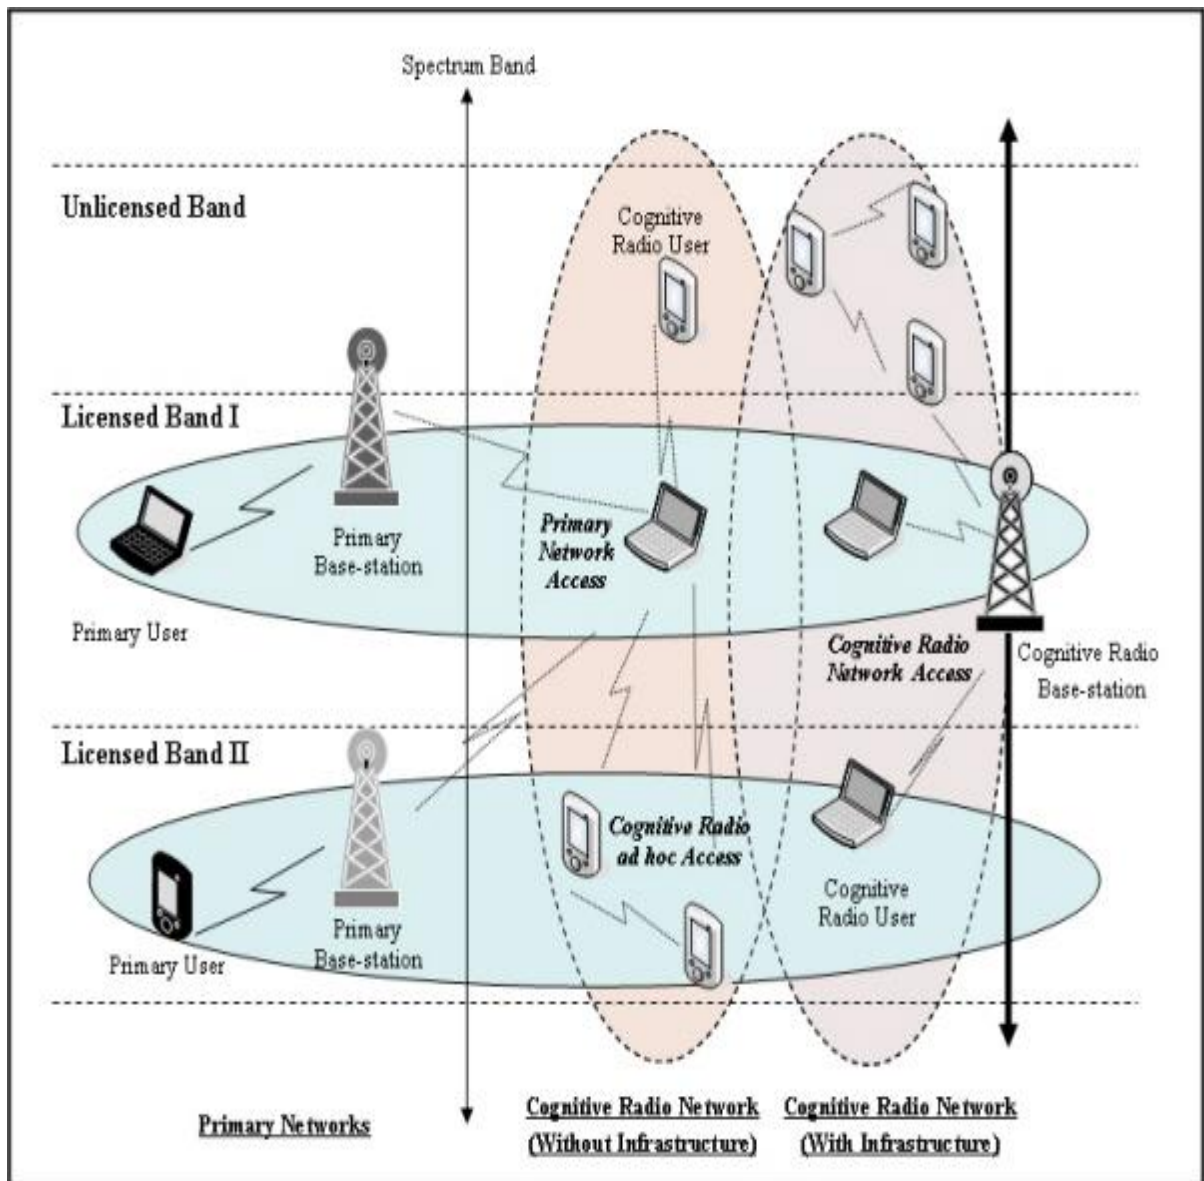 Spectrum Band
Unlicensed Band
Cognitive
Radio User
Licensed Band I
Primary
Base-station
Primary
Network
Access
Primary User
Cognitive Radio
Network Access
Cognitive Radio
Base-station
Licensed Band II
Cognitive Radio
ad hoc Access
Cognitive
Radio User
Primary
Base-station
Primary User
Primary Networks
Cognitive Radio Network
(Without Infrastructure)
Cognitive Radio Network
(With Infrastructure)